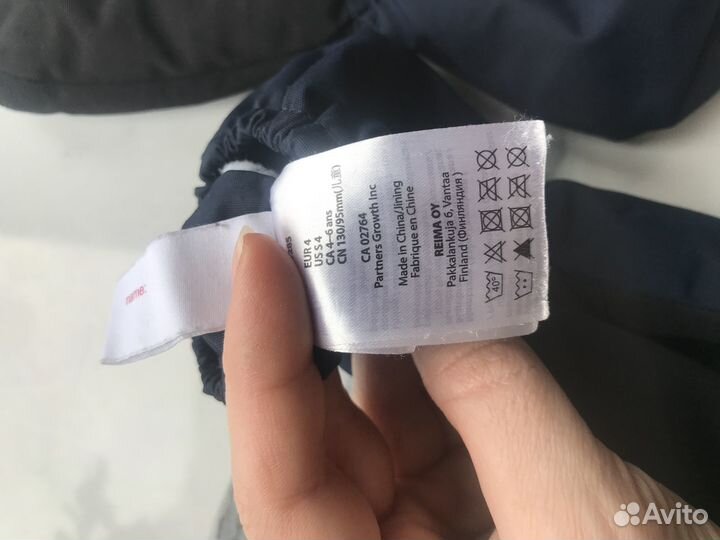 name:
EUR 4
US S 4
CA 4–6 ans
CN 130/95mm(儿童)
CA 02764
Partners Growth Inc
Made in China/Jining
Fabrique en Chine
REIMA OY
Pakkalankuja 6, Vantaa
Finland (Финляндия )
40°
Avito